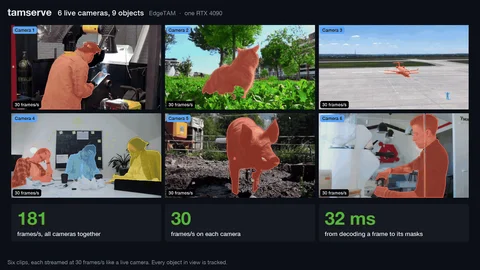 tamserve 6 live cameras, 9 objects EdgeTAM · one RTX 4090
Camera 1
Camera 2
Camera 3
30 frames/s
30 frames/s
30 frames/s
Camera 4
Camera 5
Camera 6
30 frames/s
30 frames/s
30 frames/s
181
frames/s, all cameras together
30
frames/s on each camera
32 ms
from decoding a frame to its masks
Six clips, each streamed at 30 frames/s like a live camera. Every object in view is tracked.